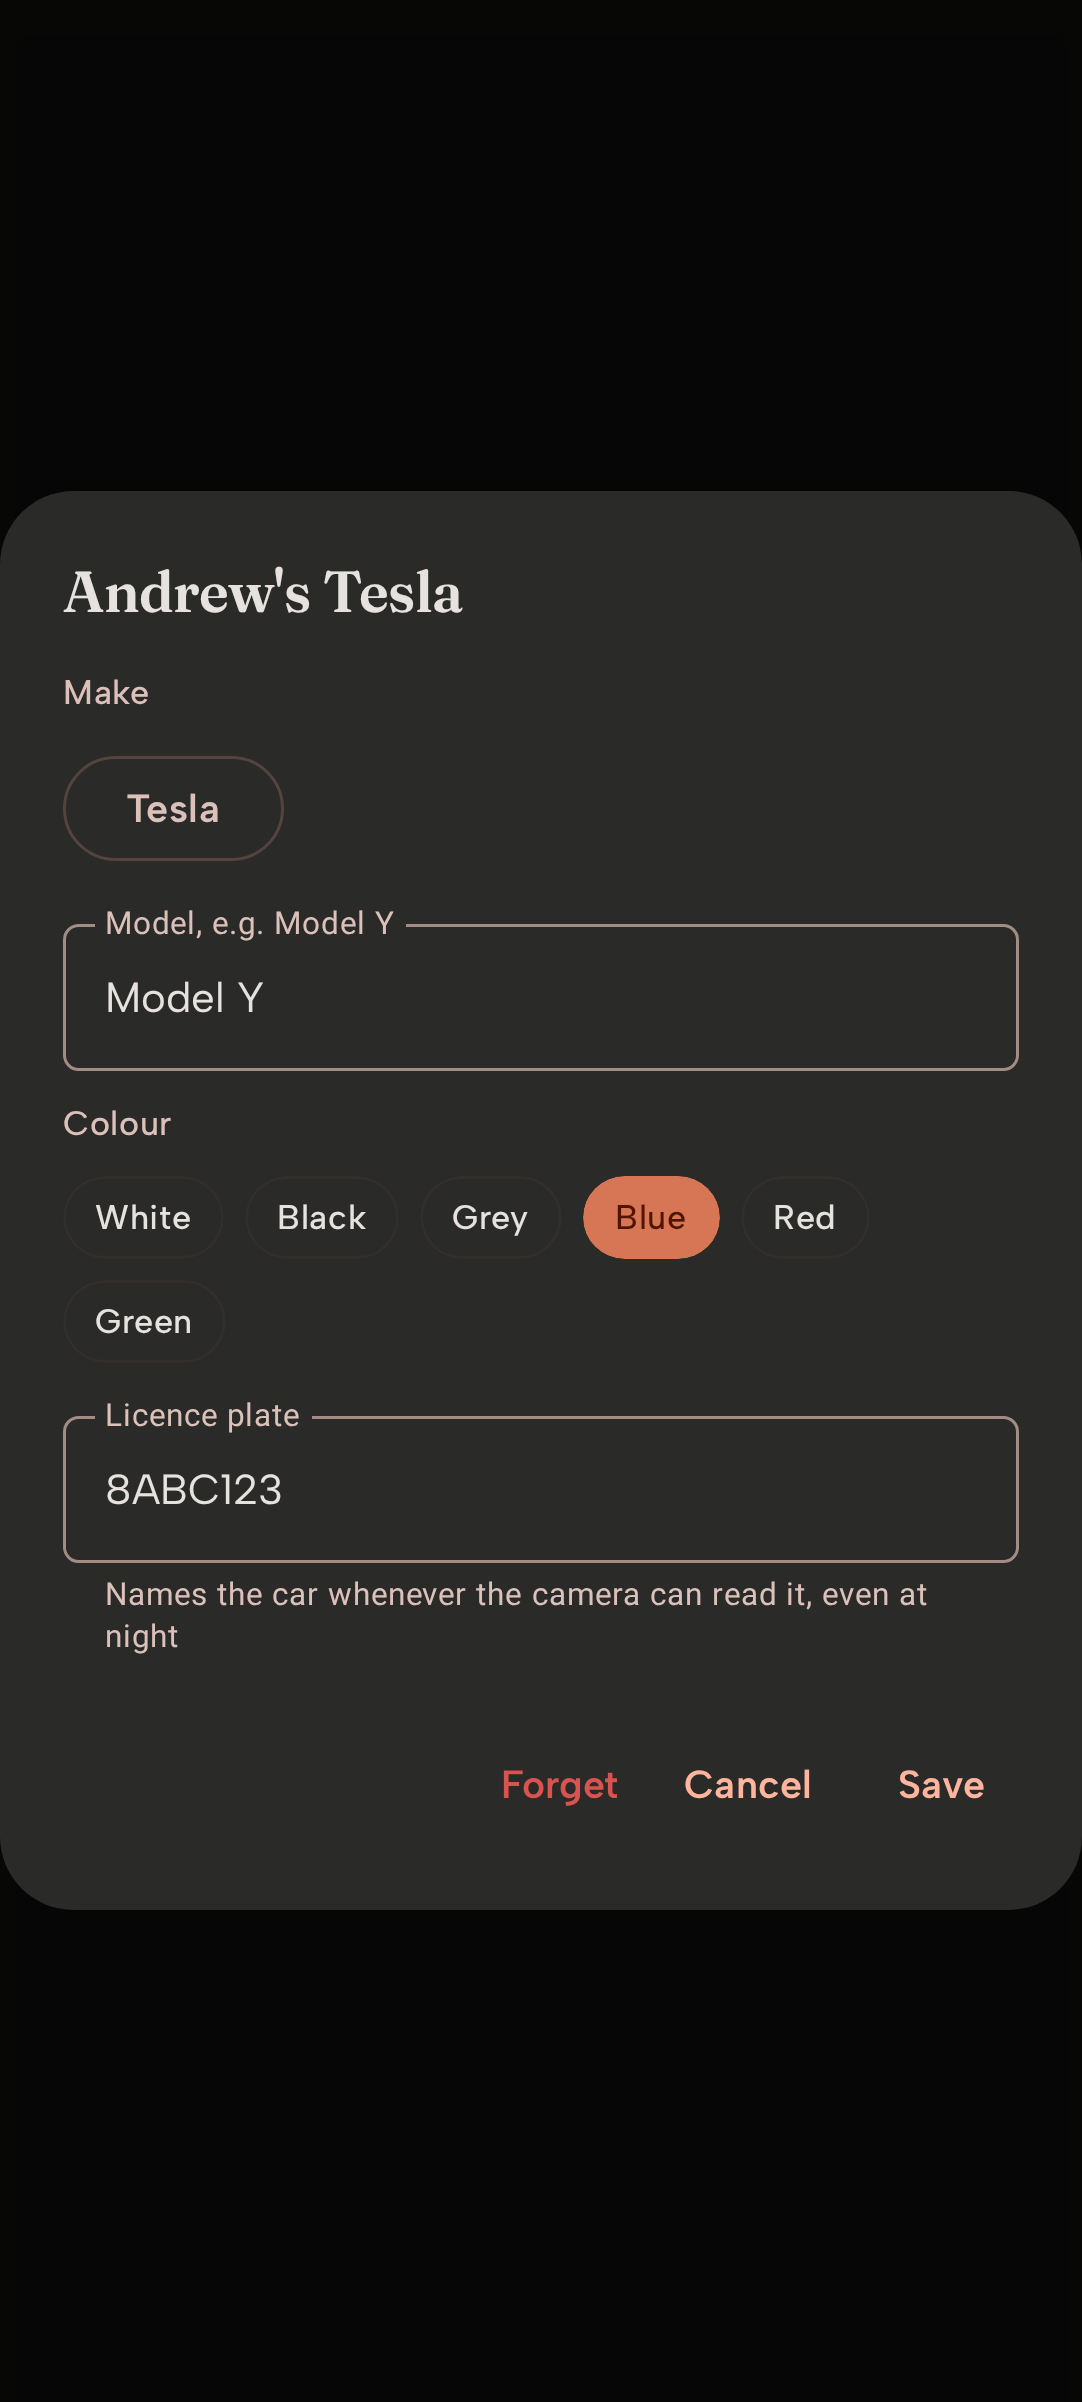 Andrew's Tesla
Make
Tesla
Model, e.g. Model Y
Model Y
Colour
White Black Grey Blue Red
Green
Licence plate
8ABC123
Names the car whenever the camera can read it, even at
night
Forget Cancel Save